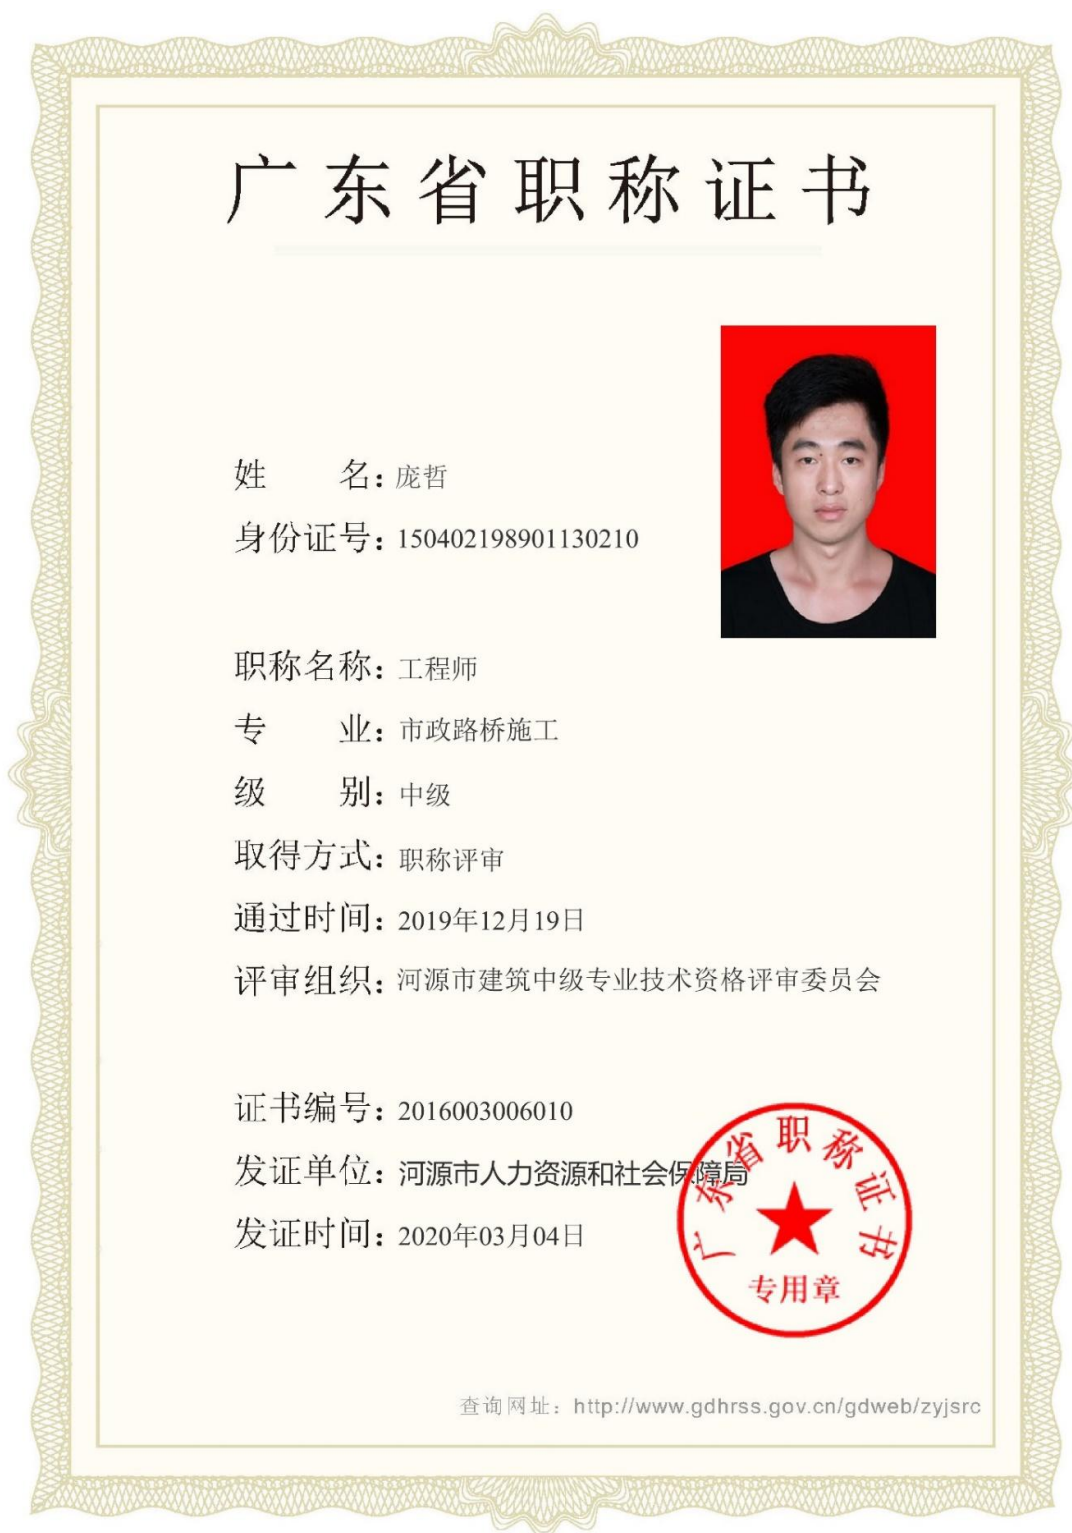 广东省职称证书
姓 名：庞哲
身份证号：150402198901130210
职称名称：工程师
专 业：市政路桥施工
级 别：中级
取得方式：职称评审
通过时间：2019年12月19日
评审组织：河源市建筑中级专业技术资格评审委员会
证书编号：2016003006010
发证单位：河源市人力资源和社会保障局
发证时间：2020年03月04日
广东省职称证书
专用章
查询网址：http://www.gdhrss.gov.cn/gdweb/zyjsrc